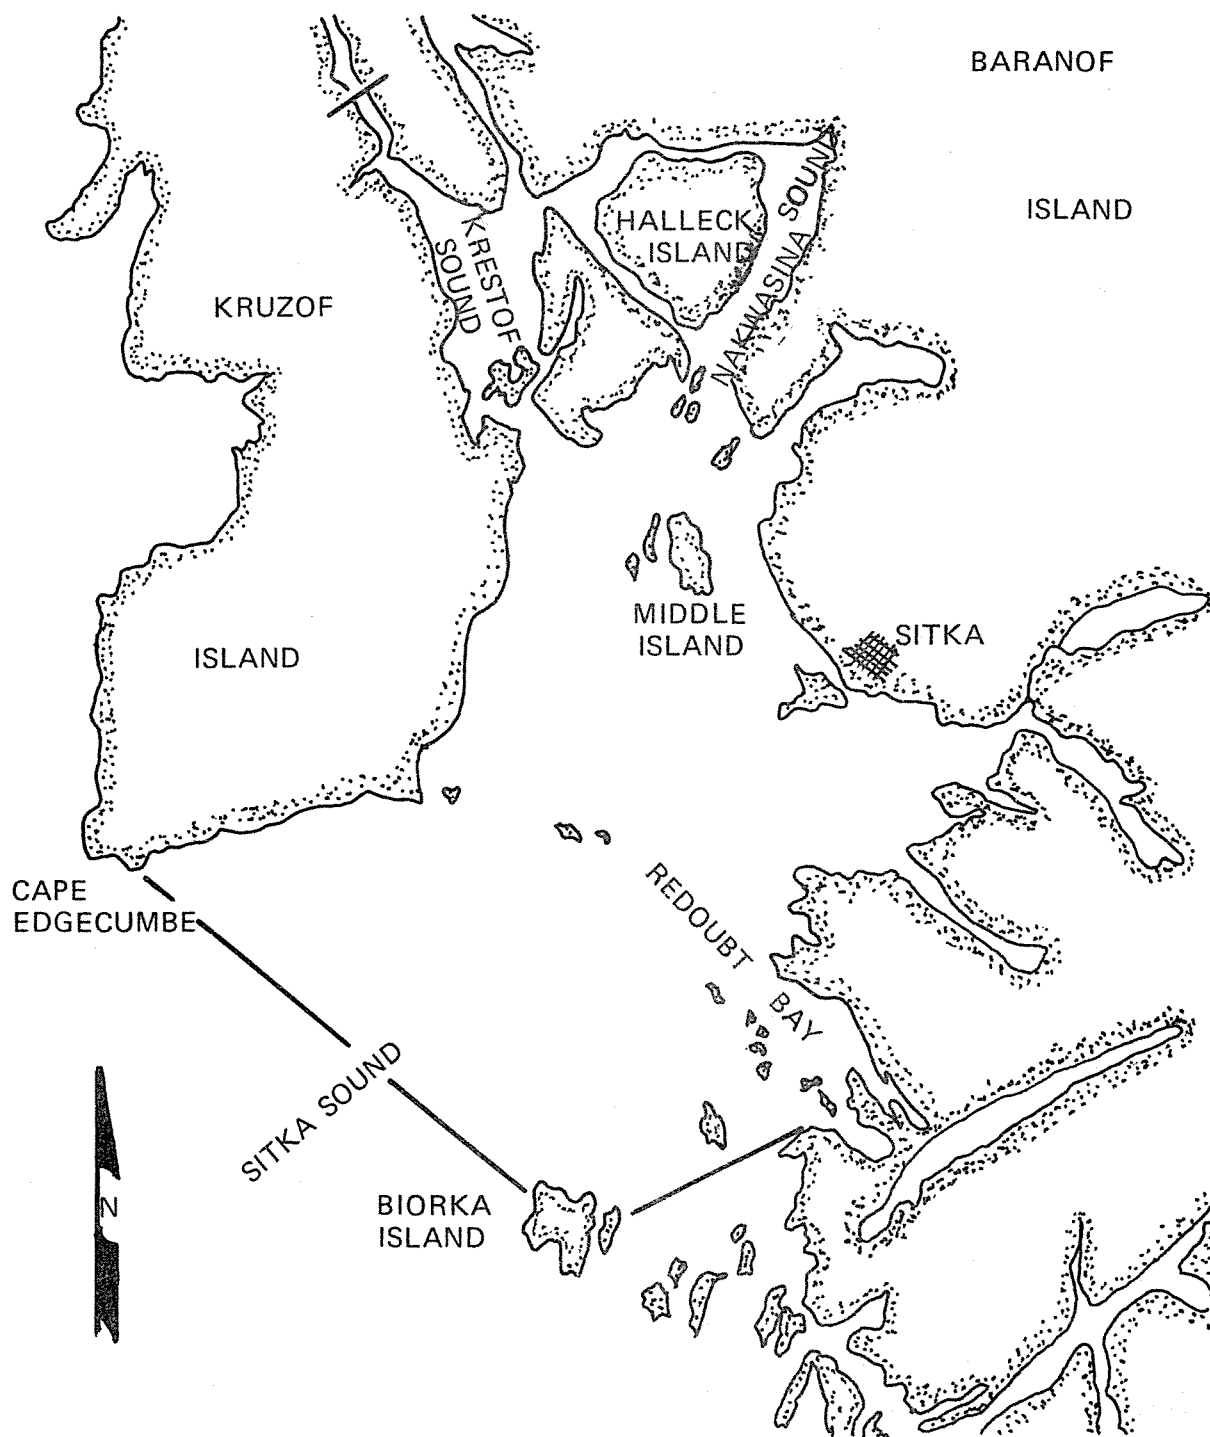 BARANOF
ISLAND
HALLECK
ISLAND
NAKWASINA SOUND
KRESTOF
SOUND
KRUZOF
ISLAND
MIDDLE
ISLAND
SITKA
CAPE
EDGECUMBE
REDOUBT BAY
SITKA SOUND
BIORKA
ISLAND
N